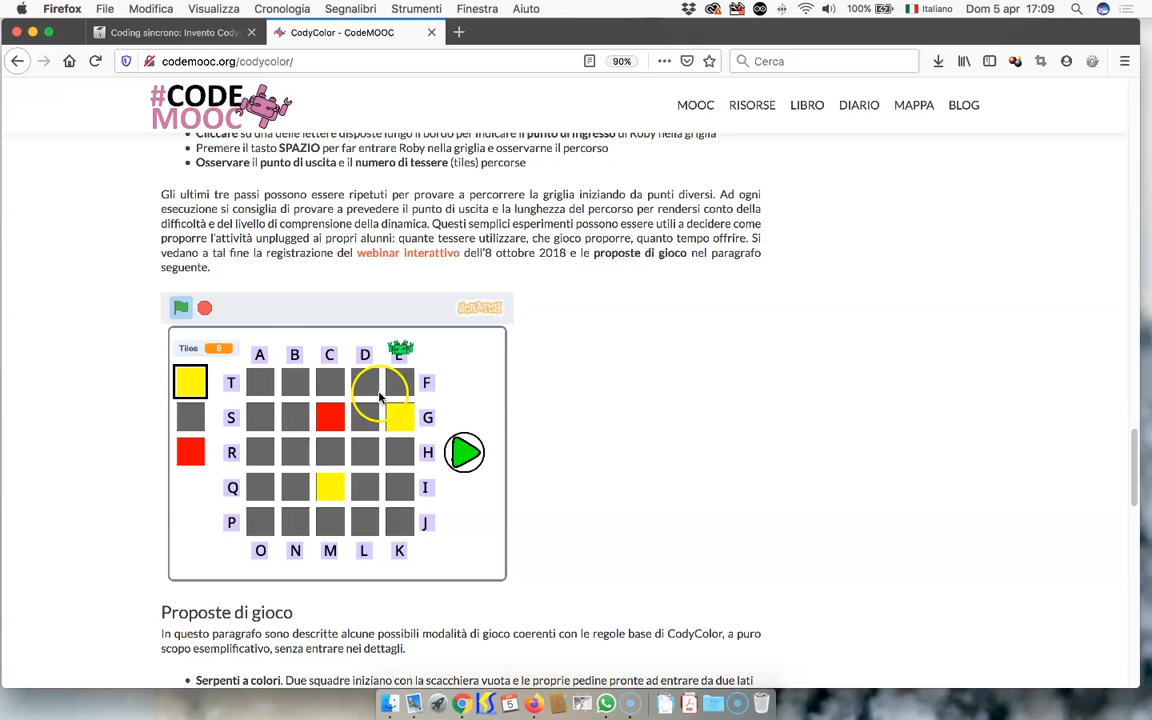 Firefox File Modifica Visualizza Cronologia Segnalibri Strumenti Finestra Aiuto 100% Italiano Dom 5 apr 17:09
Coding sincrono: Invento Cody
CodyColor - CodeMOOC
codemooc.org/codycolor/ 90% Cerca
#CODE
MOOC
MOOC RISORSE LIBRO DIARIO MAPPA BLOG
Cliccare su una delle lettere disposte lungo il bordo per indicare il punto di ingresso di Roby nella griglia
Premere il tasto SPAZIO per far entrare Roby nella griglia e osservarne il percorso
Osservare il punto di uscita e il numero di tessere (tiles) percorse
Gli ultimi tre passi possono essere ripetuti per provare a percorrere la griglia iniziando da punti diversi. Ad ogni
esecuzione si consiglia di provare a prevedere il punto di uscita e la lunghezza del percorso per rendersi conto della
difficoltà e del livello di comprensione della dinamica. Questi semplici esperimenti possono essere utili a decidere come
proporre l'attività unplugged ai propri alunni: quante tessere utilizzare, che gioco proporre, quanto tempo offrire. Si
vedano a tal fine la registrazione del webinar interattivo dell'8 ottobre 2018 e le proposte di gioco nel paragrafo
seguente.
SCRATCH
Tiles 8
A B C D E
T F
S G
R H
Q I
P J
O N M L K
Proposte di gioco
In questo paragrafo sono descritte alcune possibili modalità di gioco coerenti con le regole base di CodyColor, a puro
scopo esemplificativo, senza entrare nei dettagli.
Serpenti a colori. Due squadre iniziano con la scacchiera vuota e le proprie pedine pronte ad entrare da due lati